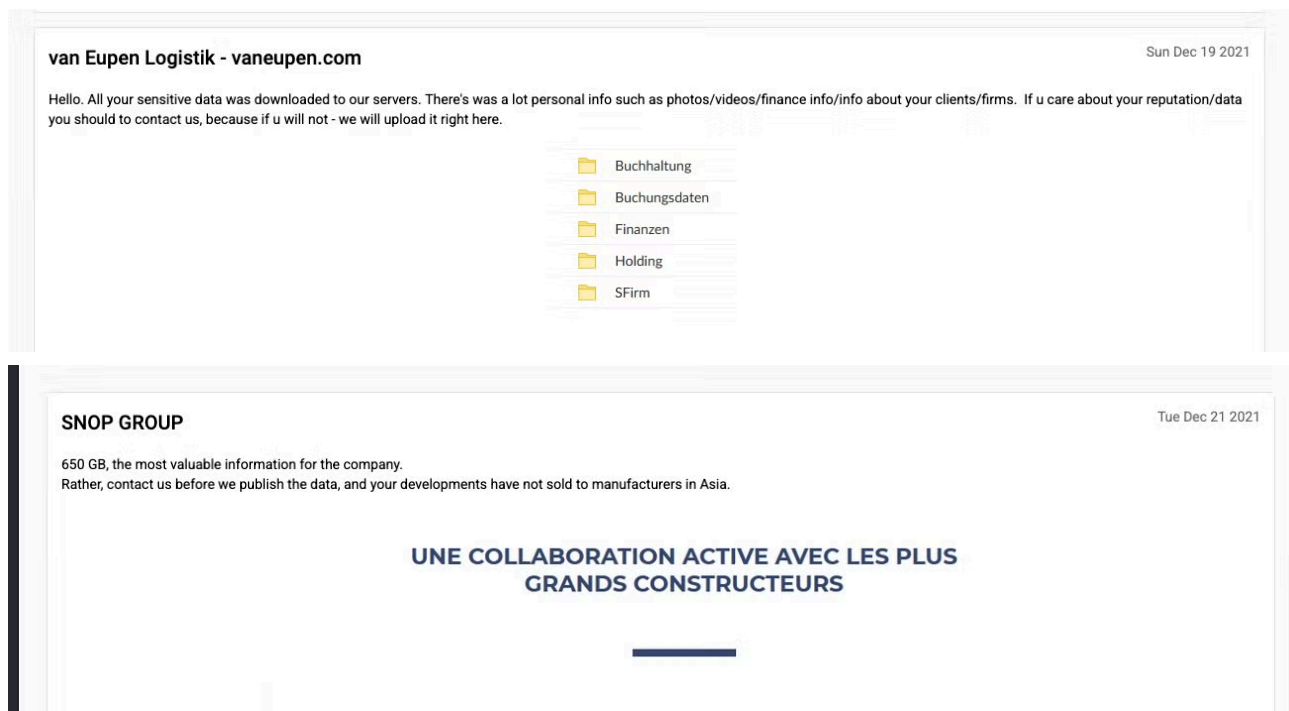 van Eupen Logistik - vaneupen.com
Sun Dec 19 2021
Hello. All your sensitive data was downloaded to our servers. There's was a lot personal info such as photos/videos/finance info/info about your clients/firms. If u care about your reputation/data
you should to contact us, because if u will not - we will upload it right here.
Buchhaltung
Buchungsdaten
Finanzen
Holding
SFirm
SNOP GROUP
Tue Dec 21 2021
650 GB, the most valuable information for the company.
Rather, contact us before we publish the data, and your developments have not sold to manufacturers in Asia.
UNE COLLABORATION ACTIVE AVEC LES PLUS
GRANDS CONSTRUCTEURS